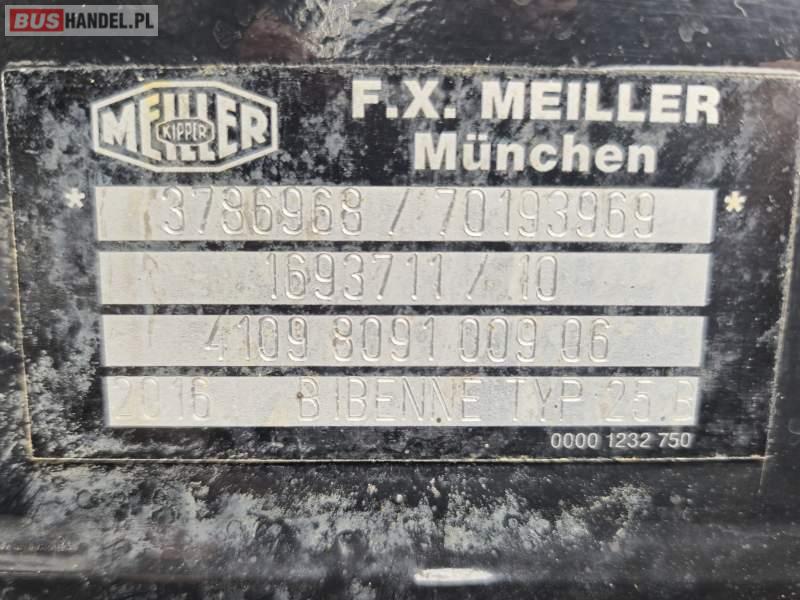 BUSHANDEL.PL
MEILLER
KIPPER
F.X. MEILLER
München
* 3786968 / 70193969 *
1693711 / 10
4109 8091 009 06
2016 BIBENNE TYP 25.B
0000 1232 750